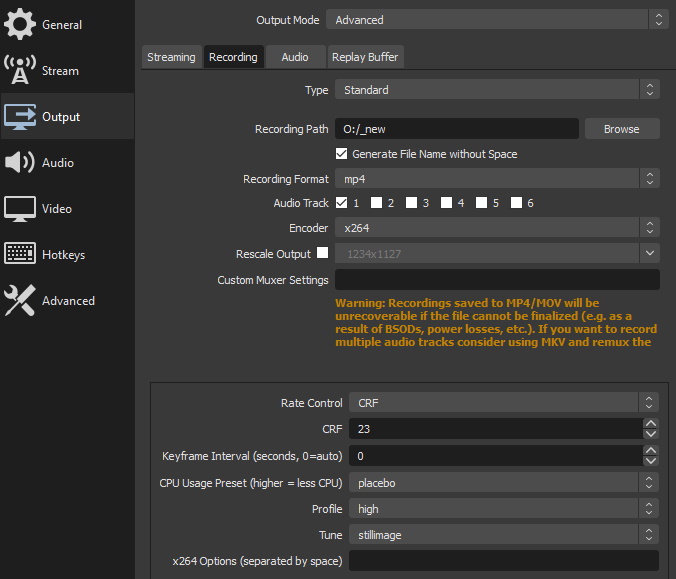 General
Stream
Output
Audio
Video
Hotkeys
Advanced
Output Mode Advanced
Streaming Recording Audio Replay Buffer
Type Standard
Recording Path O:/_new Browse
Generate File Name without Space
Recording Format mp4
Audio Track 1 2 3 4 5 6
Encoder x264
Rescale Output 1234x1127
Custom Muxer Settings
Warning: Recordings saved to MP4/MOV will be
unrecoverable if the file cannot be finalized (e.g. as a
result of BSODs, power losses, etc.). If you want to record
multiple audio tracks consider using MKV and remux the
Rate Control CRF
CRF 23
Keyframe Interval (seconds, 0=auto) 0
CPU Usage Preset (higher = less CPU) placebo
Profile high
Tune stillimage
x264 Options (separated by space)